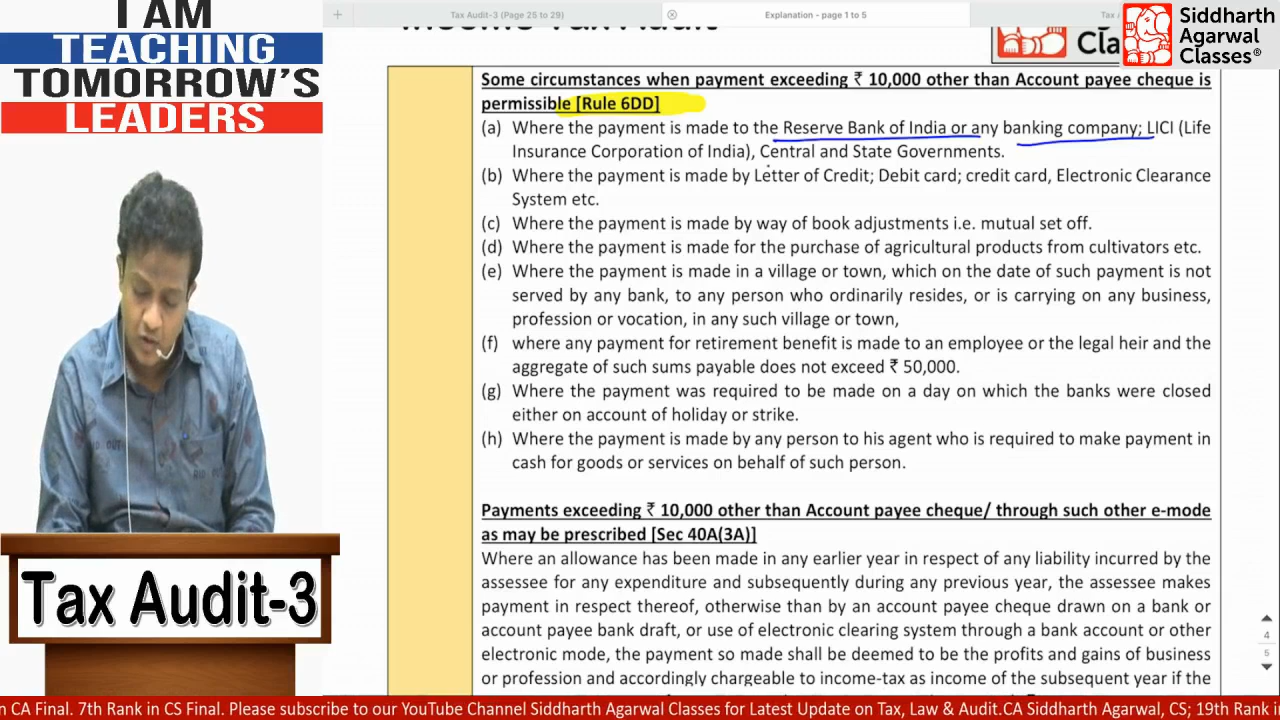 I AM
TEACHING
TOMORROW'S
LEADERS
Tax Audit-3 (Page 25 to 29)
Explanation - page 1 to 5
Siddharth
Agarwal
Classes®
Some circumstances when payment exceeding ₹ 10,000 other than Account payee cheque is
permissible [Rule 6DD]
(a) Where the payment is made to the Reserve Bank of India or any banking company; LICI (Life
Insurance Corporation of India), Central and State Governments.
(b) Where the payment is made by Letter of Credit; Debit card; credit card, Electronic Clearance
System etc.
(c) Where the payment is made by way of book adjustments i.e. mutual set off.
(d) Where the payment is made for the purchase of agricultural products from cultivators etc.
(e) Where the payment is made in a village or town, which on the date of such payment is not
served by any bank, to any person who ordinarily resides, or is carrying on any business,
profession or vocation, in any such village or town,
(f) where any payment for retirement benefit is made to an employee or the legal heir and the
aggregate of such sums payable does not exceed ₹ 50,000.
(g) Where the payment was required to be made on a day on which the banks were closed
either on account of holiday or strike.
(h) Where the payment is made by any person to his agent who is required to make payment in
cash for goods or services on behalf of such person.
Payments exceeding ₹ 10,000 other than Account payee cheque/ through such other e-mode
as may be prescribed [Sec 40A(3A)]
Where an allowance has been made in any earlier year in respect of any liability incurred by the
assessee for any expenditure and subsequently during any previous year, the assessee makes
payment in respect thereof, otherwise than by an account payee cheque drawn on a bank or
account payee bank draft, or use of electronic clearing system through a bank account or other
electronic mode, the payment so made shall be deemed to be the profits and gains of business
or profession and accordingly chargeable to income-tax as income of the subsequent year if the
4
5
Tax Audit-3
n CA Final. 7th Rank in CS Final. Please subscribe to our YouTube Channel Siddharth Agarwal Classes for Latest Update on Tax, Law & Audit.CA Siddharth Agarwal, CS; 19th Rank i